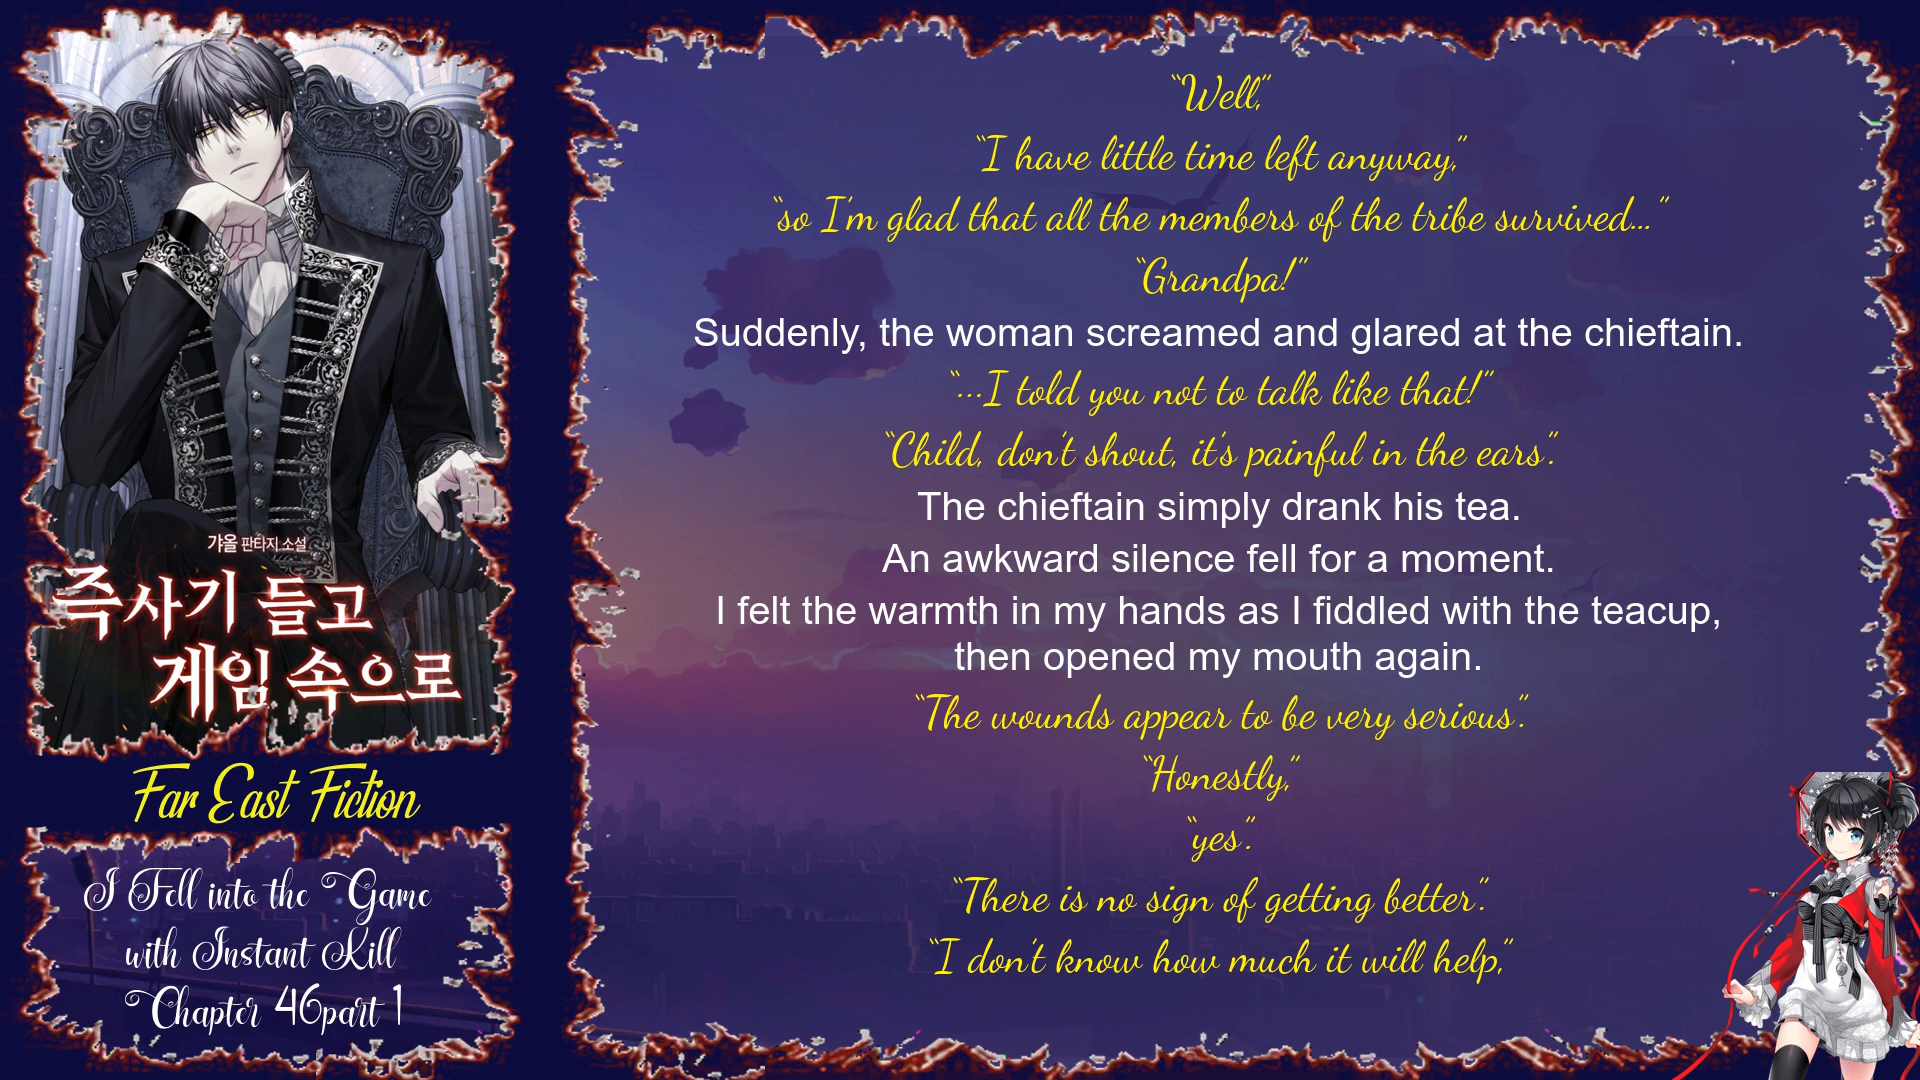 갸올 판타지 소설
즉사기 들고
게임 속으로
Far East Fiction
I Fell into the Game
with Instant Kill
Chapter 46part 1
“Well,”
“I have little time left anyway,”
“so I’m glad that all the members of the tribe survived...”
“Grandpa!”
Suddenly, the woman screamed and glared at the chieftain.
“···I told you not to talk like that!”
“Child, don’t shout, it’s painful in the ears”.
The chieftain simply drank his tea.
An awkward silence fell for a moment.
I felt the warmth in my hands as I fiddled with the teacup,
then opened my mouth again.
“The wounds appear to be very serious”.
“Honestly,”
“yes”.
“There is no sign of getting better”.
“I don’t know how much it will help,”